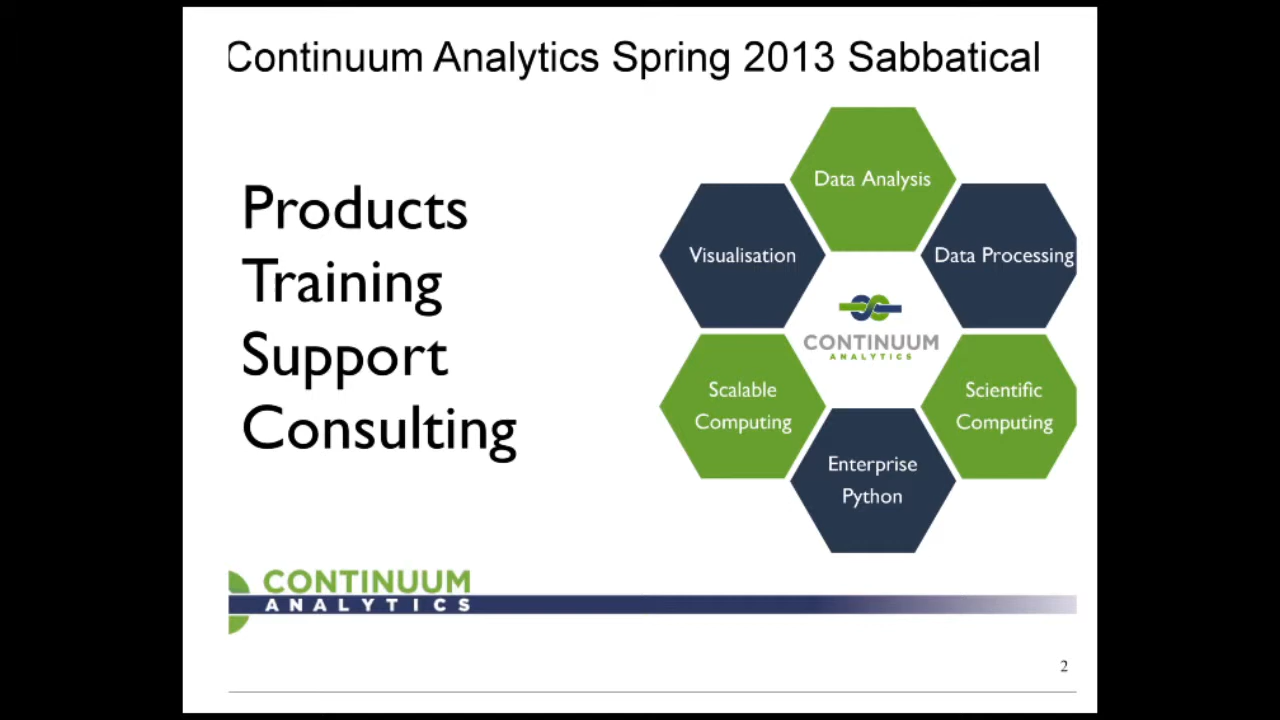 Continuum Analytics Spring 2013 Sabbatical
Products
Training
Support
Consulting
Data Analysis
Visualisation
Data Processing
CONTINUUM
ANALYTICS
Scalable
Computing
Scientific
Computing
Enterprise
Python
CONTINUUM
ANALYTICS
2